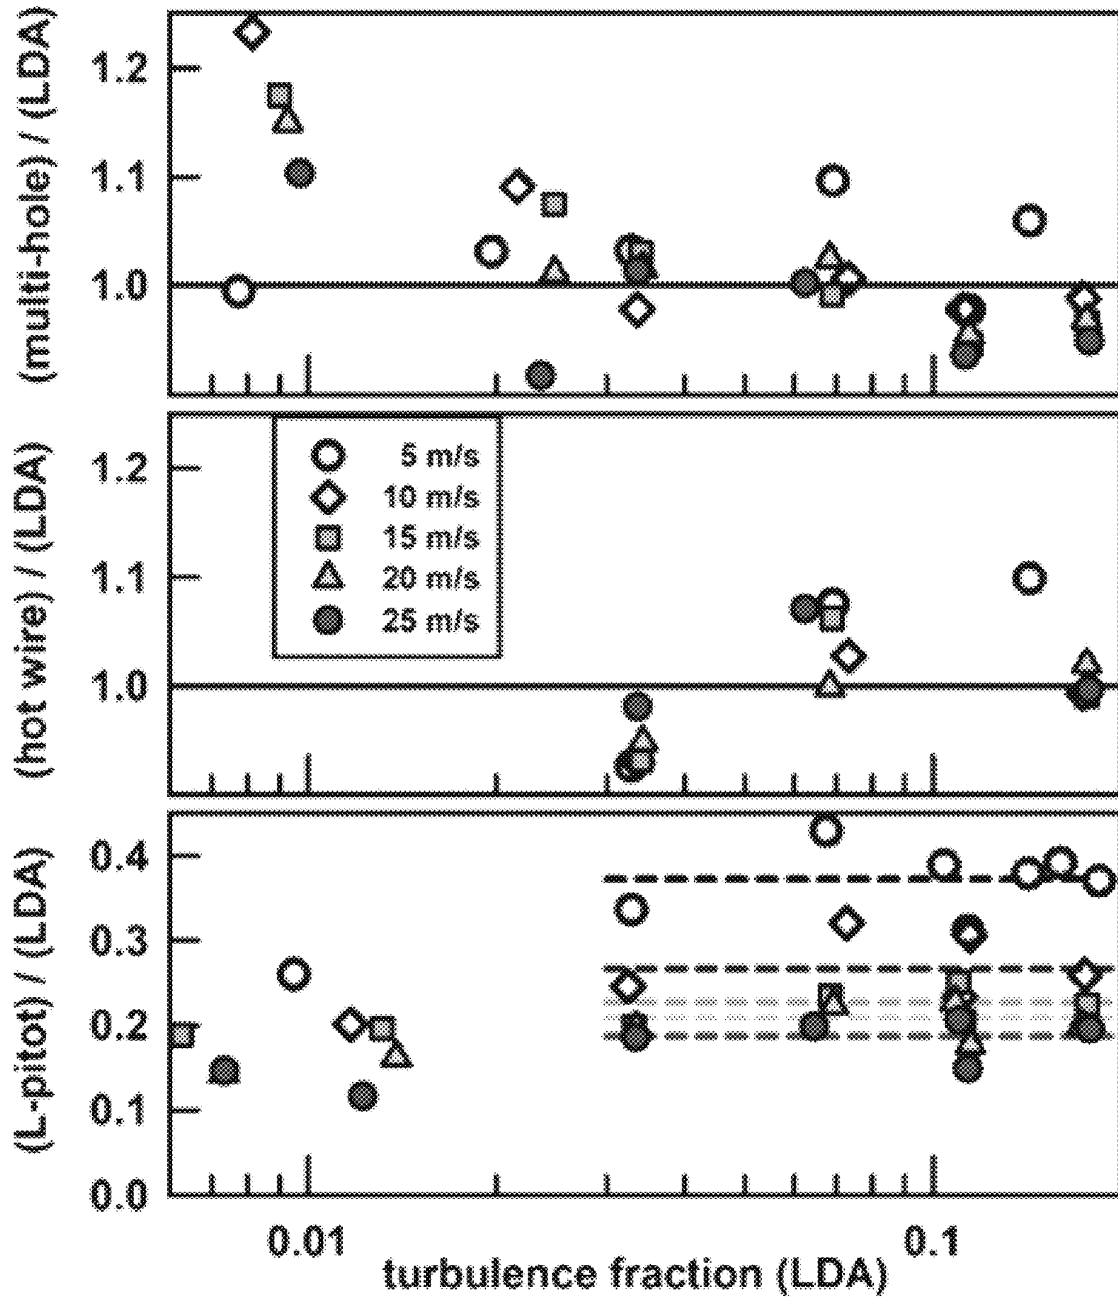 (multi-hole) / (LDA)
1.2
1.1
1.0
(hot wire) / (LDA)
1.2
1.1
1.0
5 m/s
10 m/s
15 m/s
20 m/s
25 m/s
(L-pitot) / (LDA)
0.4
0.3
0.2
0.1
0.0
0.01
0.1
turbulence fraction (LDA)